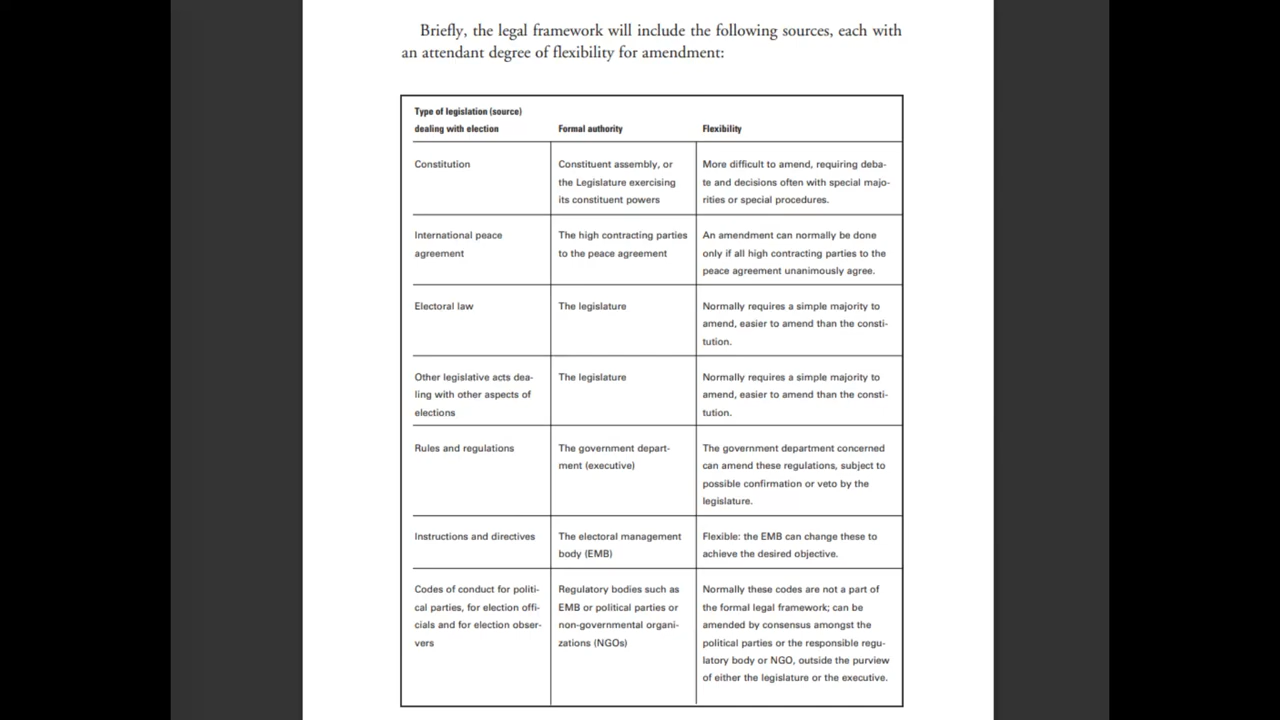 Briefly, the legal framework will include the following sources, each with
an attendant degree of flexibility for amendment:
Type of legislation (source)
dealing with election
Formal authority
Flexibility
Constitution
Constituent assembly, or
the Legislature exercising
its constituent powers
More difficult to amend, requiring deba-
te and decisions often with special majo-
rities or special procedures.
International peace
agreement
The high contracting parties
to the peace agreement
An amendment can normally be done
only if all high contracting parties to the
peace agreement unanimously agree.
Electoral law
The legislature
Normally requires a simple majority to
amend, easier to amend than the consti-
tution.
Other legislative acts dea-
ling with other aspects of
elections
The legislature
Normally requires a simple majority to
amend, easier to amend than the consti-
tution.
Rules and regulations
The government depart-
ment (executive)
The government department concerned
can amend these regulations, subject to
possible confirmation or veto by the
legislature.
Instructions and directives
The electoral management
body (EMB)
Flexible: the EMB can change these to
achieve the desired objective.
Codes of conduct for politi-
cal parties, for election offi-
cials and for election obser-
vers
Regulatory bodies such as
EMB or political parties or
non-governmental organi-
zations (NGOs)
Normally these codes are not a part of
the formal legal framework; can be
amended by consensus amongst the
political parties or the responsible regu-
latory body or NGO, outside the purview
of either the legislature or the executive.